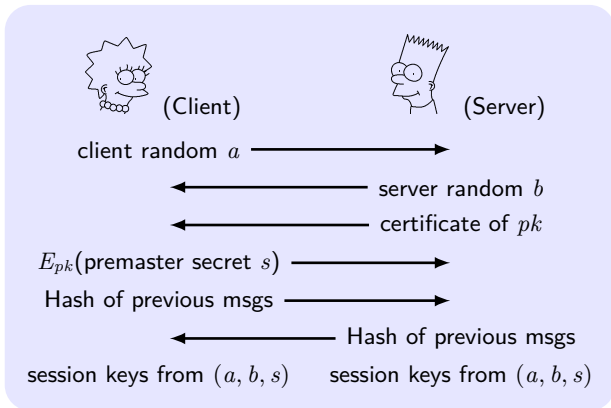 (Client) (Server)
client random a
server random b
certificate of pk
E_pk(premaster secret s)
Hash of previous msgs
Hash of previous msgs
session keys from (a, b, s) session keys from (a, b, s)